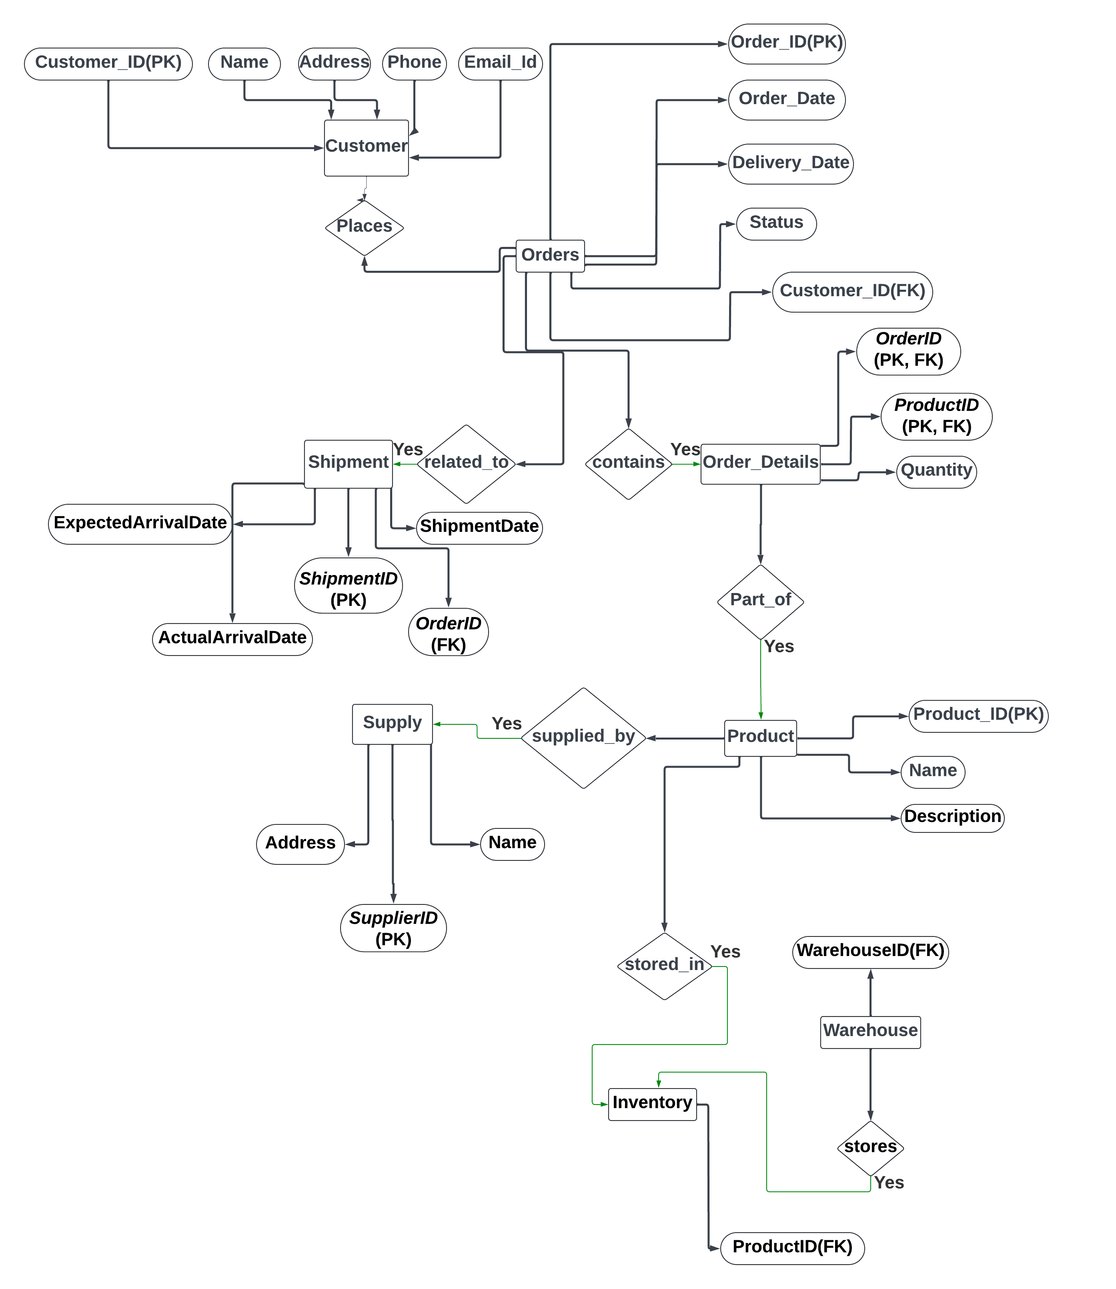 Order_ID(PK)
Customer_ID(PK)
Name
Address
Phone
Email_Id
Order_Date
Customer
Delivery_Date
Places
Status
Orders
Customer_ID(FK)
OrderID
(PK, FK)
ProductID
(PK, FK)
Shipment
Yes
related_to
contains
Yes
Order_Details
Quantity
ExpectedArrivalDate
ShipmentDate
ShipmentID
(PK)
OrderID
(FK)
ActualArrivalDate
Part_of
Yes
Supply
Yes
supplied_by
Product
Product_ID(PK)
Name
Description
Address
Name
SupplierID
(PK)
stored_in
Yes
WarehouseID(FK)
Warehouse
Inventory
stores
Yes
ProductID(FK)